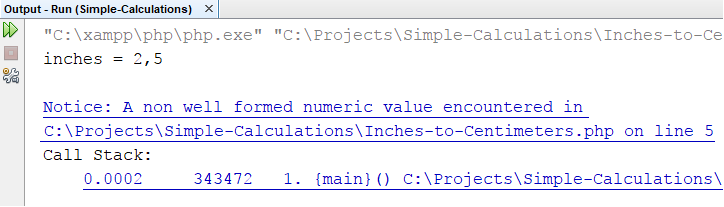 Output - Run (Simple-Calculations) ×
"C:\xampp\php\php.exe" "C:\Projects\Simple-Calculations\Inches-to-Ce
inches = 2,5
Notice: A non well formed numeric value encountered in
C:\Projects\Simple-Calculations\Inches-to-Centimeters.php on line 5
Call Stack:
0.0002 343472 1. {main}() C:\Projects\Simple-Calculations\